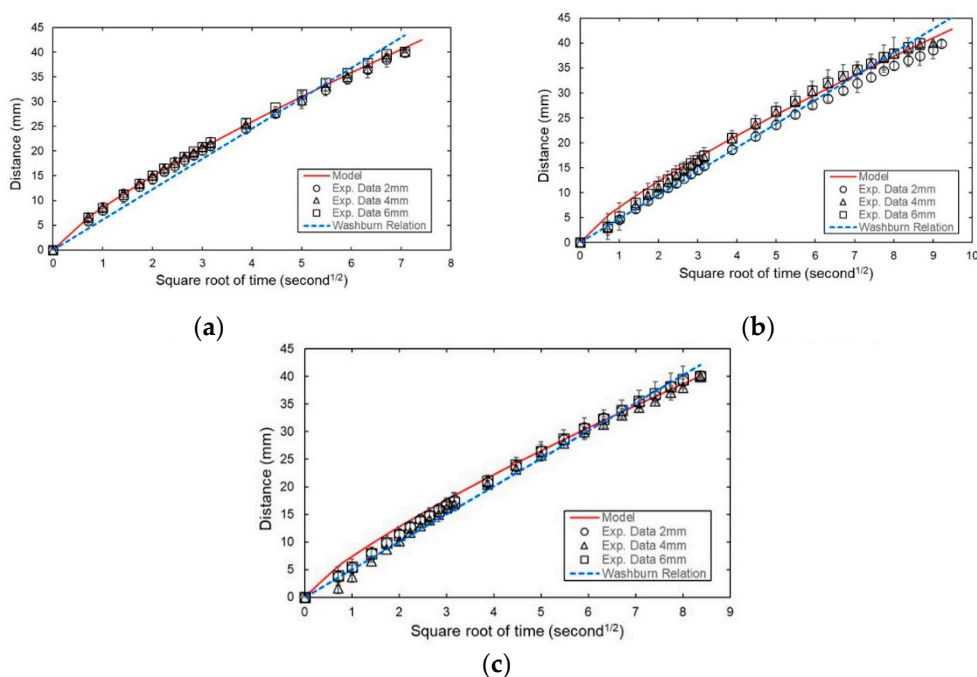 45
40
35
30
25
20
15
10
5
0
Distance (mm)
Model
Exp. Data 2mm
Exp. Data 4mm
Exp. Data 6mm
Washburn Relation
0 1 2 3 4 5 6 7 8
Square root of time (second1/2)
(a)
45
40
35
30
25
20
15
10
5
0
Distance (mm)
Model
Exp. Data 2mm
Exp. Data 4mm
Exp. Data 6mm
Washburn Relation
0 1 2 3 4 5 6 7 8 9 10
Square root of time (second1/2)
(b)
45
40
35
30
25
20
15
10
5
0
Distance (mm)
Model
Exp. Data 2mm
Exp. Data 4mm
Exp. Data 6mm
Washburn Relation
0 1 2 3 4 5 6 7 8 9
Square root of time (second1/2)
(c)